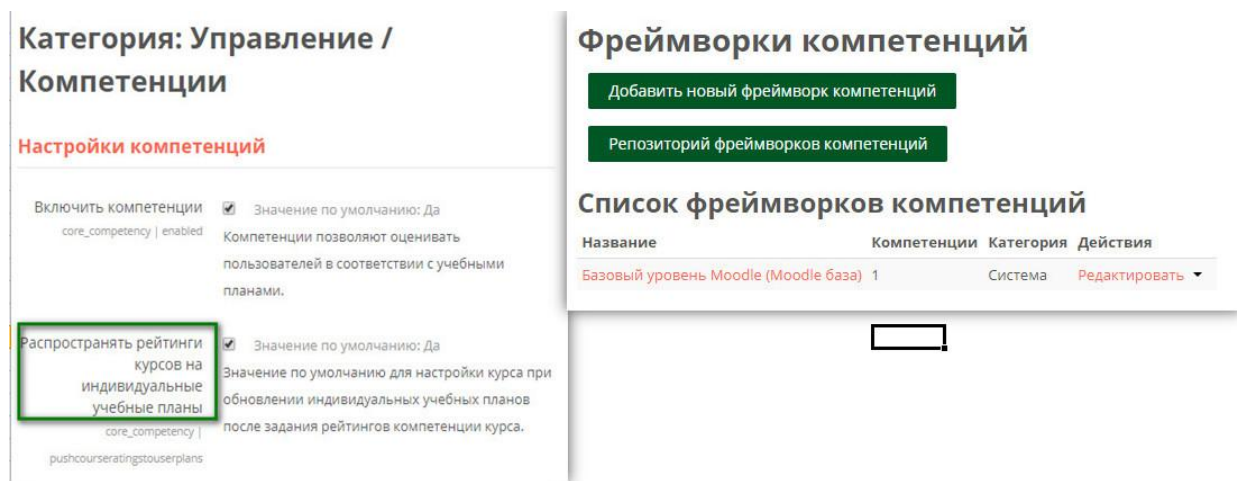 Категория: Управление /
Компетенции
Настройки компетенций
Включить компетенции
core_competency | enabled
Значение по умолчанию: Да
Компетенции позволяют оценивать
пользователей в соответствии с учебными
планами.
Распространять рейтинги
курсов на
индивидуальные
учебные планы
core_competency |
pushcourseratingstouserplans
Значение по умолчанию: Да
Значение по умолчанию для настройки курса при
обновлении индивидуальных учебных планов
после задания рейтингов компетенции курса.
Фреймворки компетенций
Добавить новый фреймворк компетенций
Репозиторий фреймворков компетенций
Список фреймворков компетенций
Название Компетенции Категория Действия
Базовый уровень Moodle (Moodle база) 1 Система Редактировать